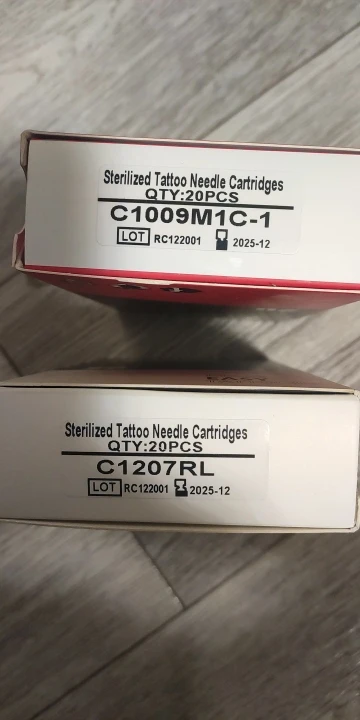 Sterilized Tattoo Needle Cartridges
QTY:20PCS
C1009M1C-1
LOT RC122001 2025-12
Sterilized Tattoo Needle Cartridges
QTY:20PCS
C1207RL
LOT RC122001 2025-12